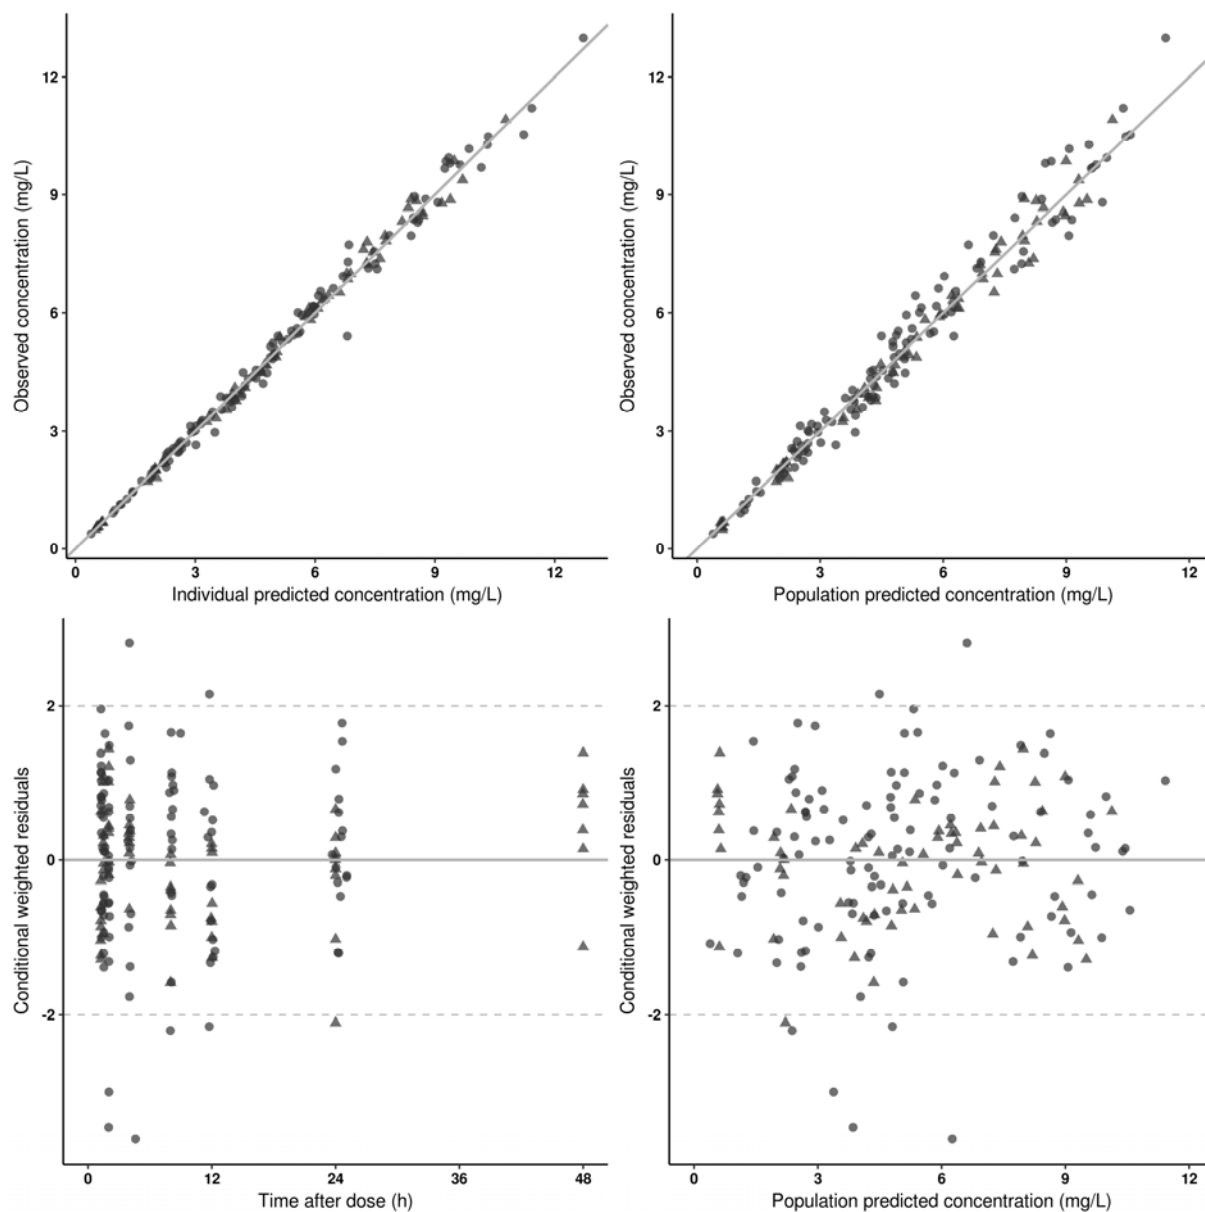 Observed concentration (mg/L)
12
9
6
3
0
0 3 6 9 12
Individual predicted concentration (mg/L)
Observed concentration (mg/L)
12
9
6
3
0
0 3 6 9 12
Population predicted concentration (mg/L)
Conditional weighted residuals
2
0
-2
0 12 24 36 48
Time after dose (h)
Conditional weighted residuals
2
0
-2
0 3 6 9 12
Population predicted concentration (mg/L)